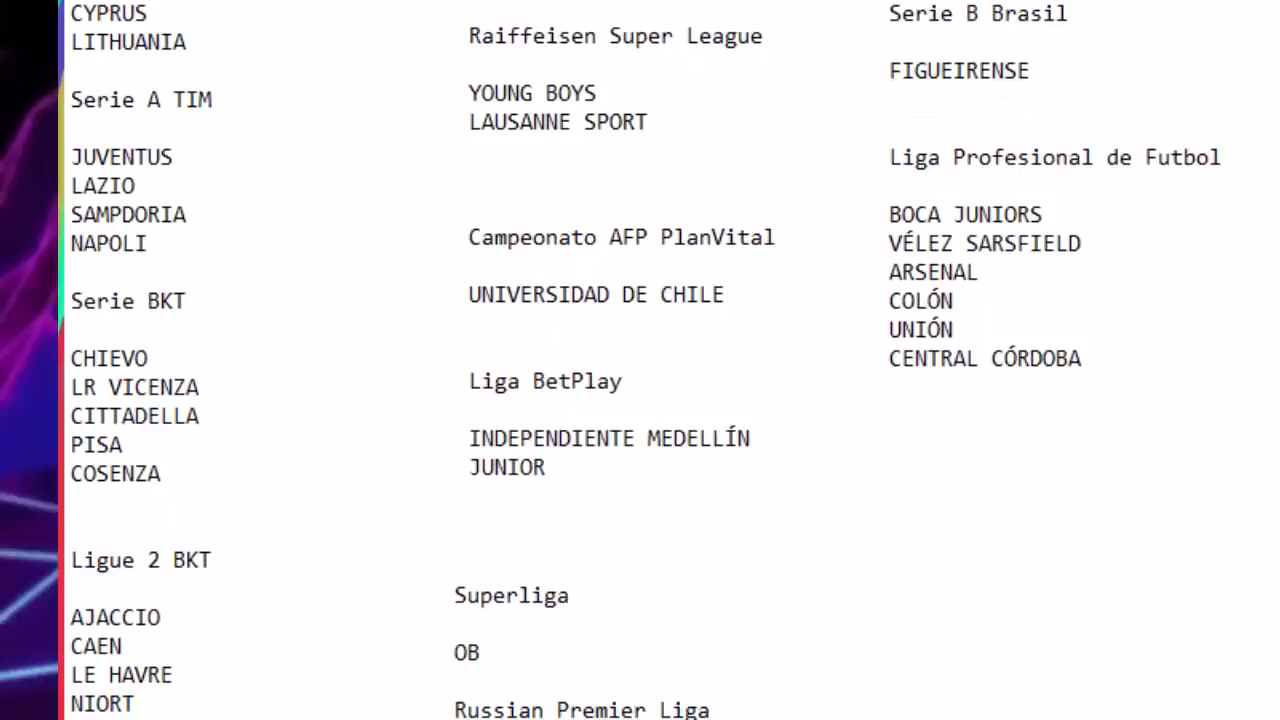 CYPRUS
LITHUANIA
Serie A TIM
JUVENTUS
LAZIO
SAMPDORIA
NAPOLI
Serie BKT
CHIEVO
LR VICENZA
CITTADELLA
PISA
COSENZA
Ligue 2 BKT
AJACCIO
CAEN
LE HAVRE
NIORT
Raiffeisen Super League
YOUNG BOYS
LAUSANNE SPORT
Campeonato AFP PlanVital
UNIVERSIDAD DE CHILE
Liga BetPlay
INDEPENDIENTE MEDELLÍN
JUNIOR
Superliga
OB
Russian Premier Liga
Serie B Brasil
FIGUEIRENSE
Liga Profesional de Futbol
BOCA JUNIORS
VÉLEZ SARSFIELD
ARSENAL
COLÓN
UNIÓN
CENTRAL CÓRDOBA